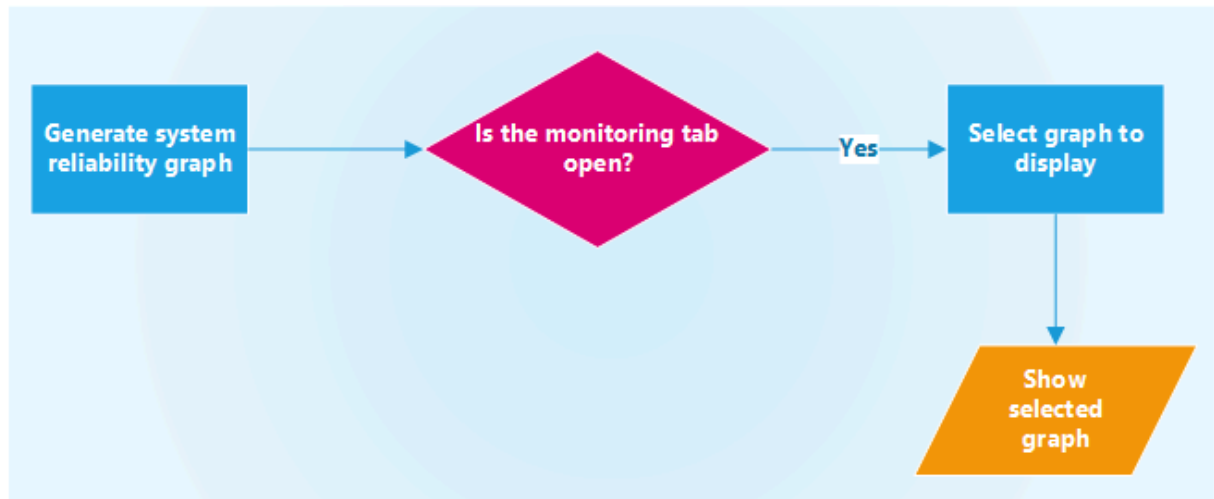 Generate system
reliability graph
Is the monitoring tab
open?
Yes
Select graph to
display
Show
selected
graph